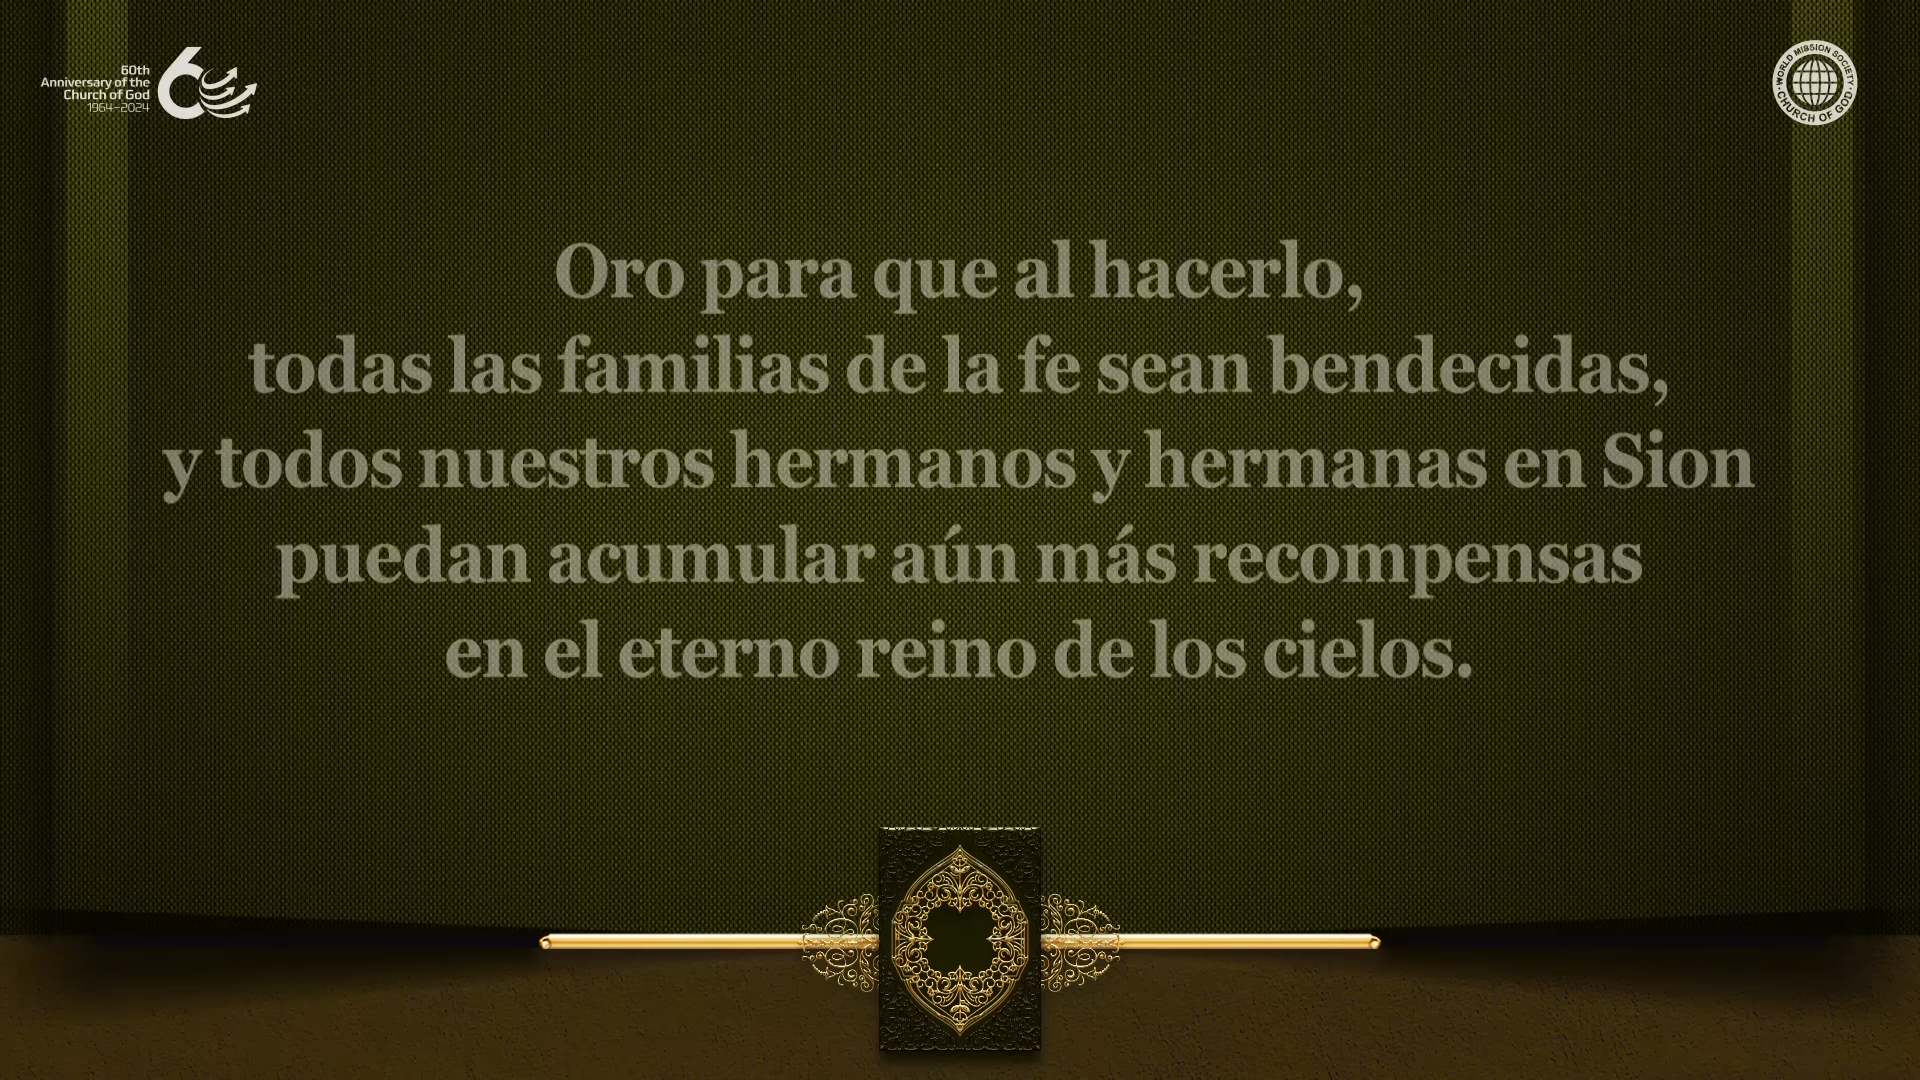 60th
Anniversary of the
Church of God
1964–2024
WORLD MISSION SOCIETY
CHURCH OF GOD
Oro para que al hacerlo,
todas las familias de la fe sean bendecidas,
y todos nuestros hermanos y hermanas en Sion
puedan acumular aún más recompensas
en el eterno reino de los cielos.